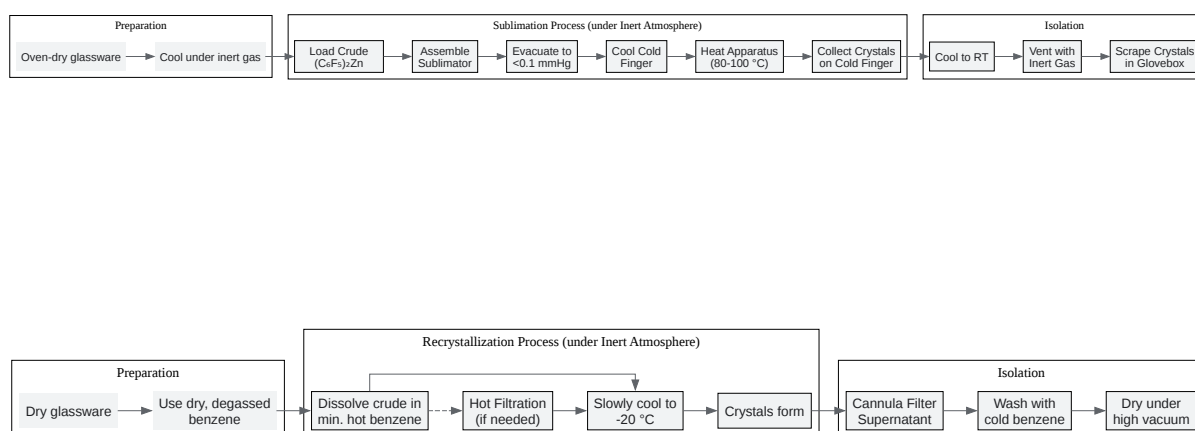 Preparation
Oven-dry glassware
Cool under inert gas
Sublimation Process (under Inert Atmosphere)
Load Crude
(C₆F₅)₂Zn
Assemble
Sublimator
Evacuate to
<0.1 mmHg
Cool Cold
Finger
Heat Apparatus
(80-100 °C)
Collect Crystals
on Cold Finger
Isolation
Cool to RT
Vent with
Inert Gas
Scrape Crystals
in Glovebox
Preparation
Dry glassware
Use dry, degassed
benzene
Recrystallization Process (under Inert Atmosphere)
Dissolve crude in
min. hot benzene
Hot Filtration
(if needed)
Slowly cool to
-20 °C
Crystals form
Isolation
Cannula Filter
Supernatant
Wash with
cold benzene
Dry under
high vacuum